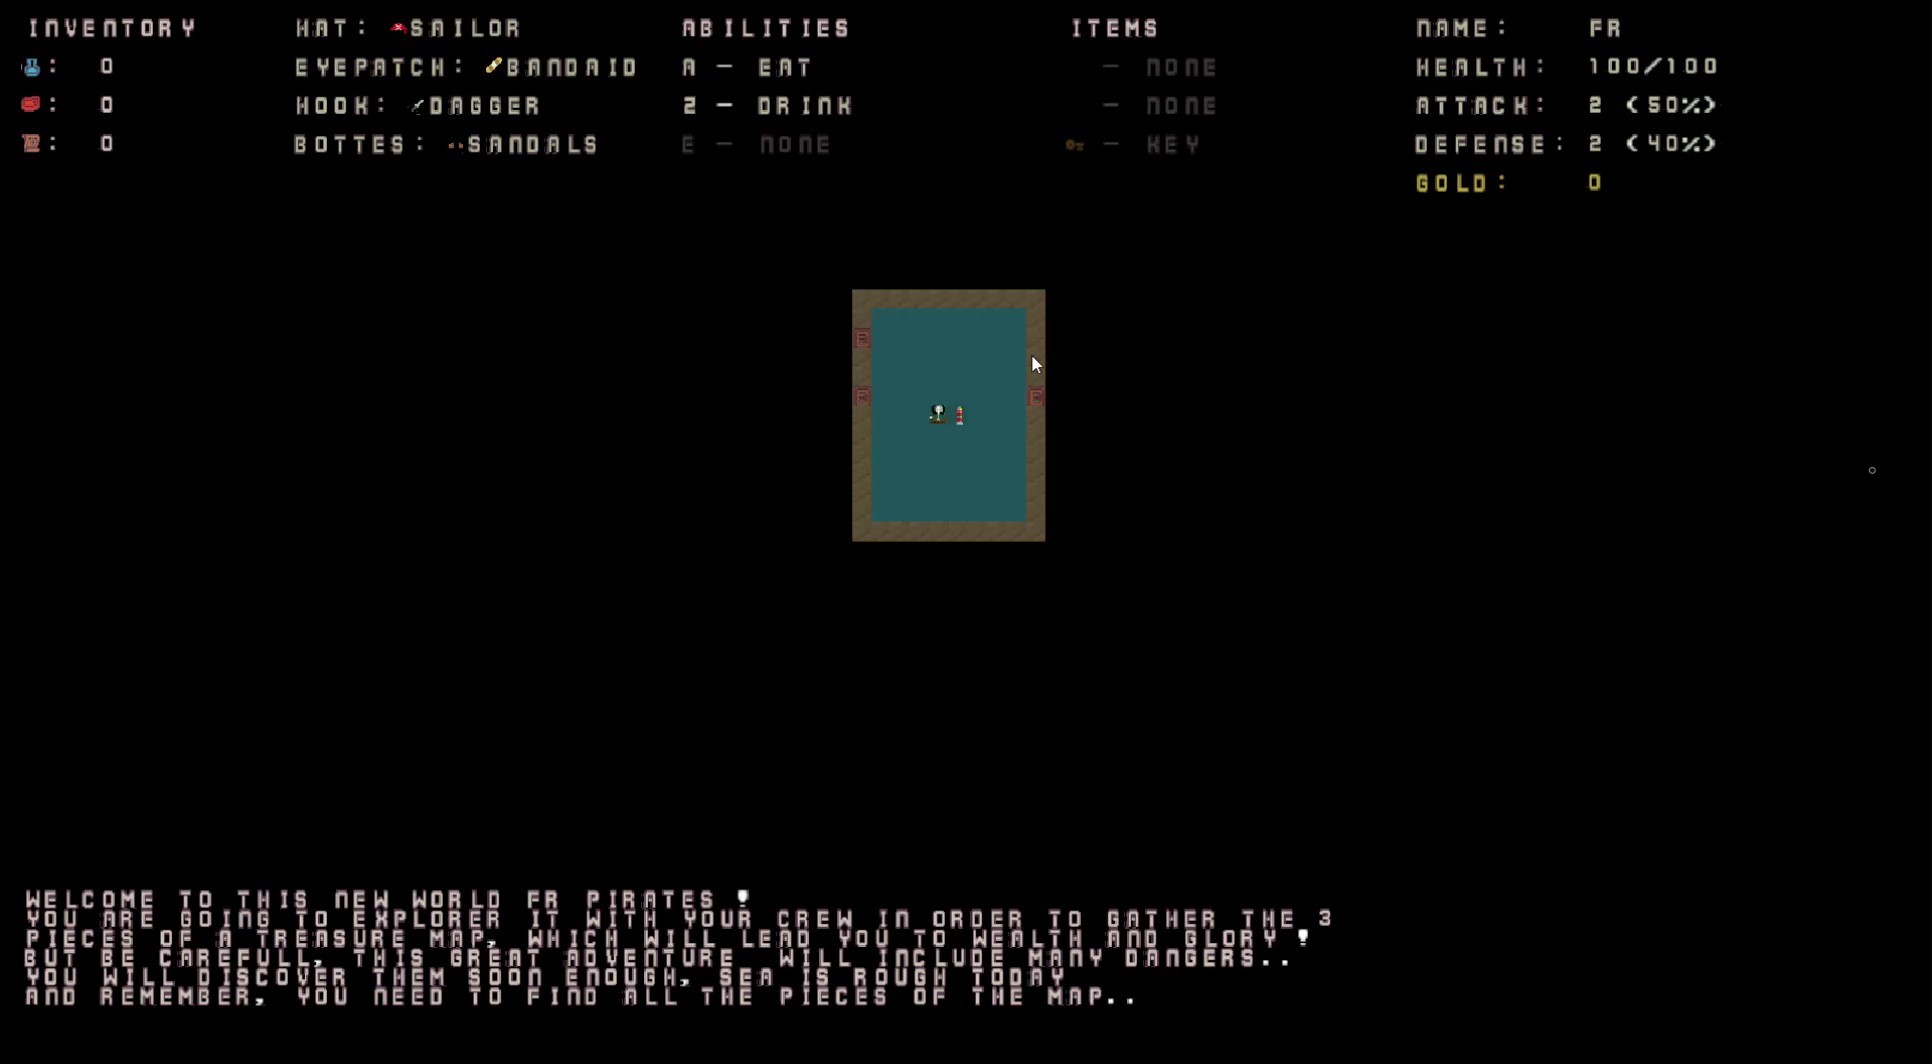 INVENTORY
: 0
: 0
: 0
HAT: SAILOR
EYEPATCH: BANDAID
HOOK: DAGGER
BOTTES: SANDALS
ABILITIES
A - EAT
2 - DRINK
E - NONE
ITEMS
- NONE
- NONE
- KEY
NAME: FR
HEALTH: 100/100
ATTACK: 2 (50%)
DEFENSE: 2 (40%)
GOLD: 0
WELCOME TO THIS NEW WORLD FR PIRATES !
YOU ARE GOING TO EXPLORER IT WITH YOUR CREW IN ORDER TO GATHER THE 3
PIECES OF A TREASURE MAP, WHICH WILL LEAD YOU TO WEALTH AND GLORY !
BUT BE CAREFULL, THIS GREAT ADVENTURE WILL INCLUDE MANY DANGERS..
YOU WILL DISCOVER THEM SOON ENOUGH, SEA IS ROUGH TODAY
AND REMEMBER, YOU NEED TO FIND ALL THE PIECES OF THE MAP..